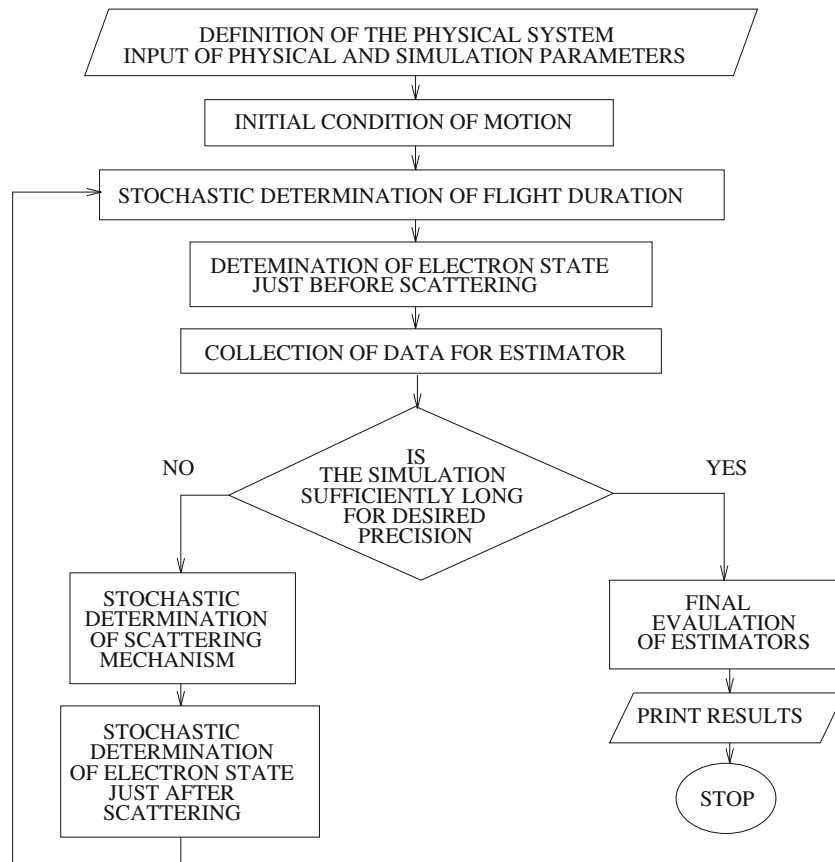 DEFINITION OF THE PHYSICAL SYSTEM
INPUT OF PHYSICAL AND SIMULATION PARAMETERS
INITIAL CONDITION OF MOTION
STOCHASTIC DETERMINATION OF FLIGHT DURATION
DETEMINATION OF ELECTRON STATE
JUST BEFORE SCATTERING
COLLECTION OF DATA FOR ESTIMATOR
IS
THE SIMULATION
SUFFICIENTLY LONG
FOR DESIRED
PRECISION
NO
YES
STOCHASTIC
DETERMINATION
OF SCATTERING
MECHANISM
STOCHASTIC
DETERMINATION
OF ELECTRON STATE
JUST AFTER
SCATTERING
FINAL
EVAULATION
OF ESTIMATORS
PRINT RESULTS
STOP